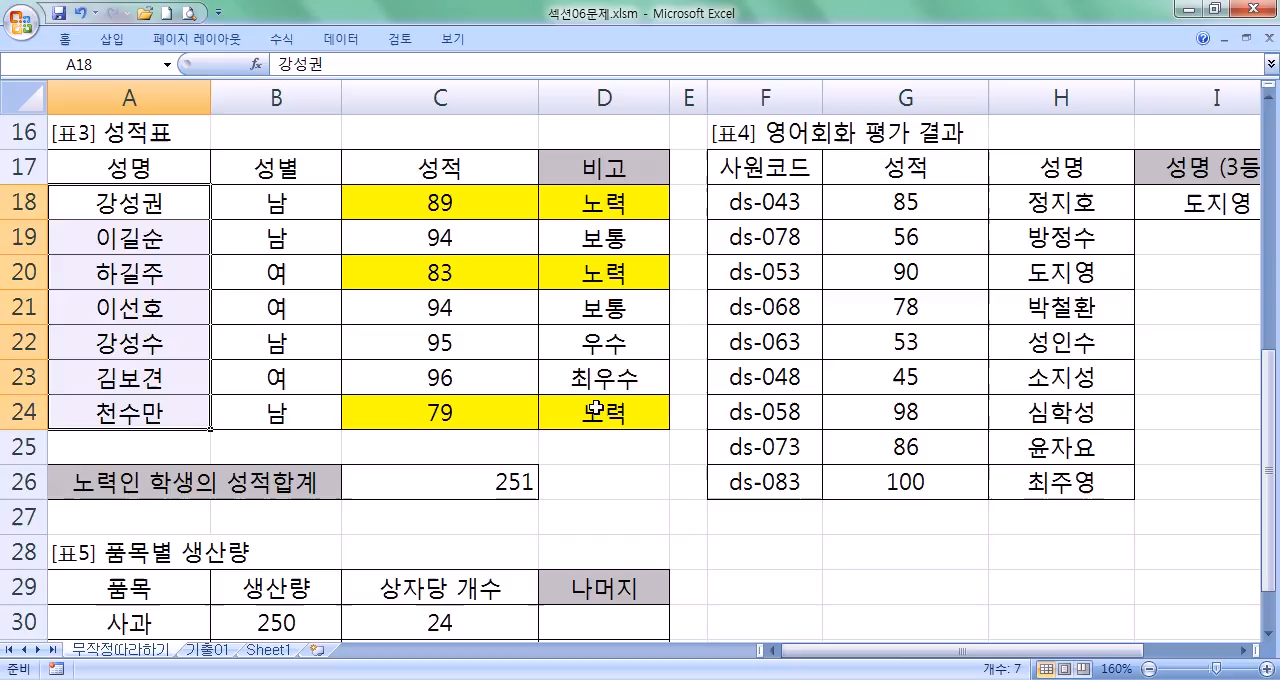 섹션06문제.xlsm - Microsoft Excel
홈 삽입 페이지 레이아웃 수식 데이터 검토 보기
A18 fx 강성권
A B C D E F G H I
16 [표3] 성적표 [표4] 영어회화 평가 결과
17 성명 성별 성적 비고 사원코드 성적 성명 성명 (3등
18 강성권 남 89 노력 ds-043 85 정지호 도지영
19 이길순 남 94 보통 ds-078 56 방정수
20 하길주 여 83 노력 ds-053 90 도지영
21 이선호 여 94 보통 ds-068 78 박철환
22 강성수 남 95 우수 ds-063 53 성인수
23 김보견 여 96 최우수 ds-048 45 소지성
24 천수만 남 79 노력 ds-058 98 심학성
25 ds-073 86 윤자요
26 노력인 학생의 성적합계 251 ds-083 100 최주영
27
28 [표5] 품목별 생산량
29 품목 생산량 상자당 개수 나머지
30 사과 250 24
무작정따라하기 기출01 Sheet1
준비 개수: 7 160%